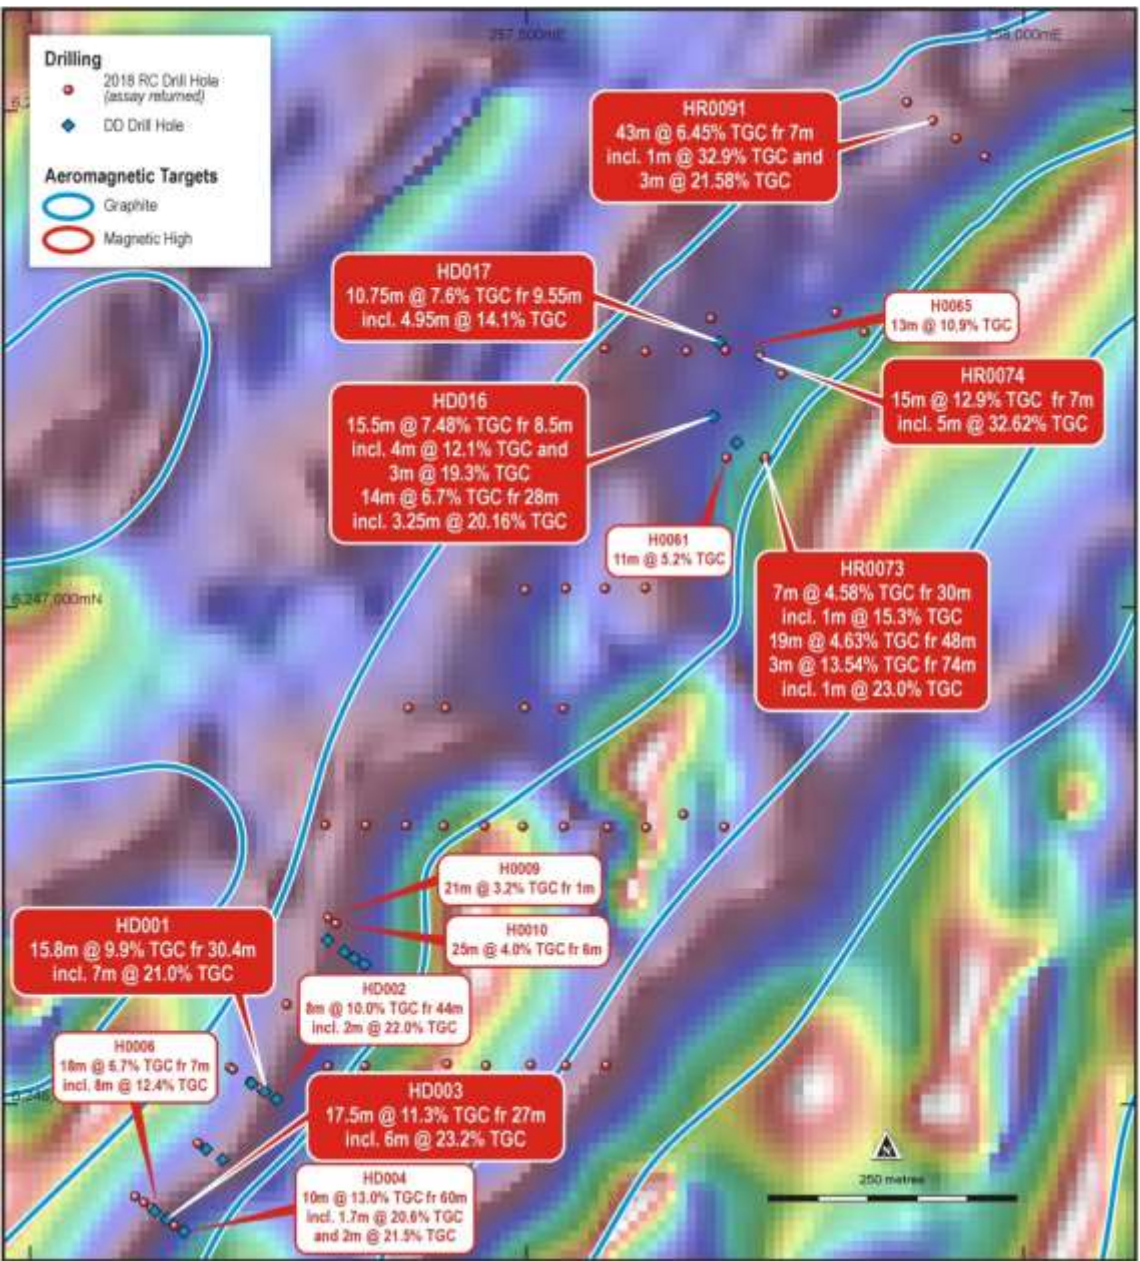 257,500mE
258,000mE
Drilling
2018 RC Drill Hole
(assay returned)
DD Drill Hole
Aeromagnetic Targets
Graphite
Magnetic High
HR0091
43m @ 6.45% TGC fr 7m
incl. 1m @ 32.9% TGC and
3m @ 21.58% TGC
HD017
10.75m @ 7.6% TGC fr 9.55m
incl. 4.95m @ 14.1% TGC
H0065
13m @ 10.9% TGC
HR0074
15m @ 12.9% TGC fr 7m
incl. 5m @ 32.62% TGC
HD016
15.5m @ 7.48% TGC fr 8.5m
incl. 4m @ 12.1% TGC and
3m @ 19.3% TGC
14m @ 6.7% TGC fr 28m
incl. 3.25m @ 20.16% TGC
H0061
11m @ 5.2% TGC
HR0073
7m @ 4.58% TGC fr 30m
incl. 1m @ 15.3% TGC
19m @ 4.63% TGC fr 48m
3m @ 13.54% TGC fr 74m
incl. 1m @ 23.0% TGC
6,247,000mN
H0009
21m @ 3.2% TGC fr 1m
H0010
25m @ 4.0% TGC fr 6m
HD001
15.8m @ 9.9% TGC fr 30.4m
incl. 7m @ 21.0% TGC
HD002
8m @ 10.0% TGC fr 44m
incl. 2m @ 22.0% TGC
H0006
18m @ 6.7% TGC fr 7m
incl. 8m @ 12.4% TGC
HD003
17.5m @ 11.3% TGC fr 27m
incl. 6m @ 23.2% TGC
HD004
10m @ 13.0% TGC fr 60m
incl. 1.7m @ 20.6% TGC
and 2m @ 21.5% TGC
N
250 metres